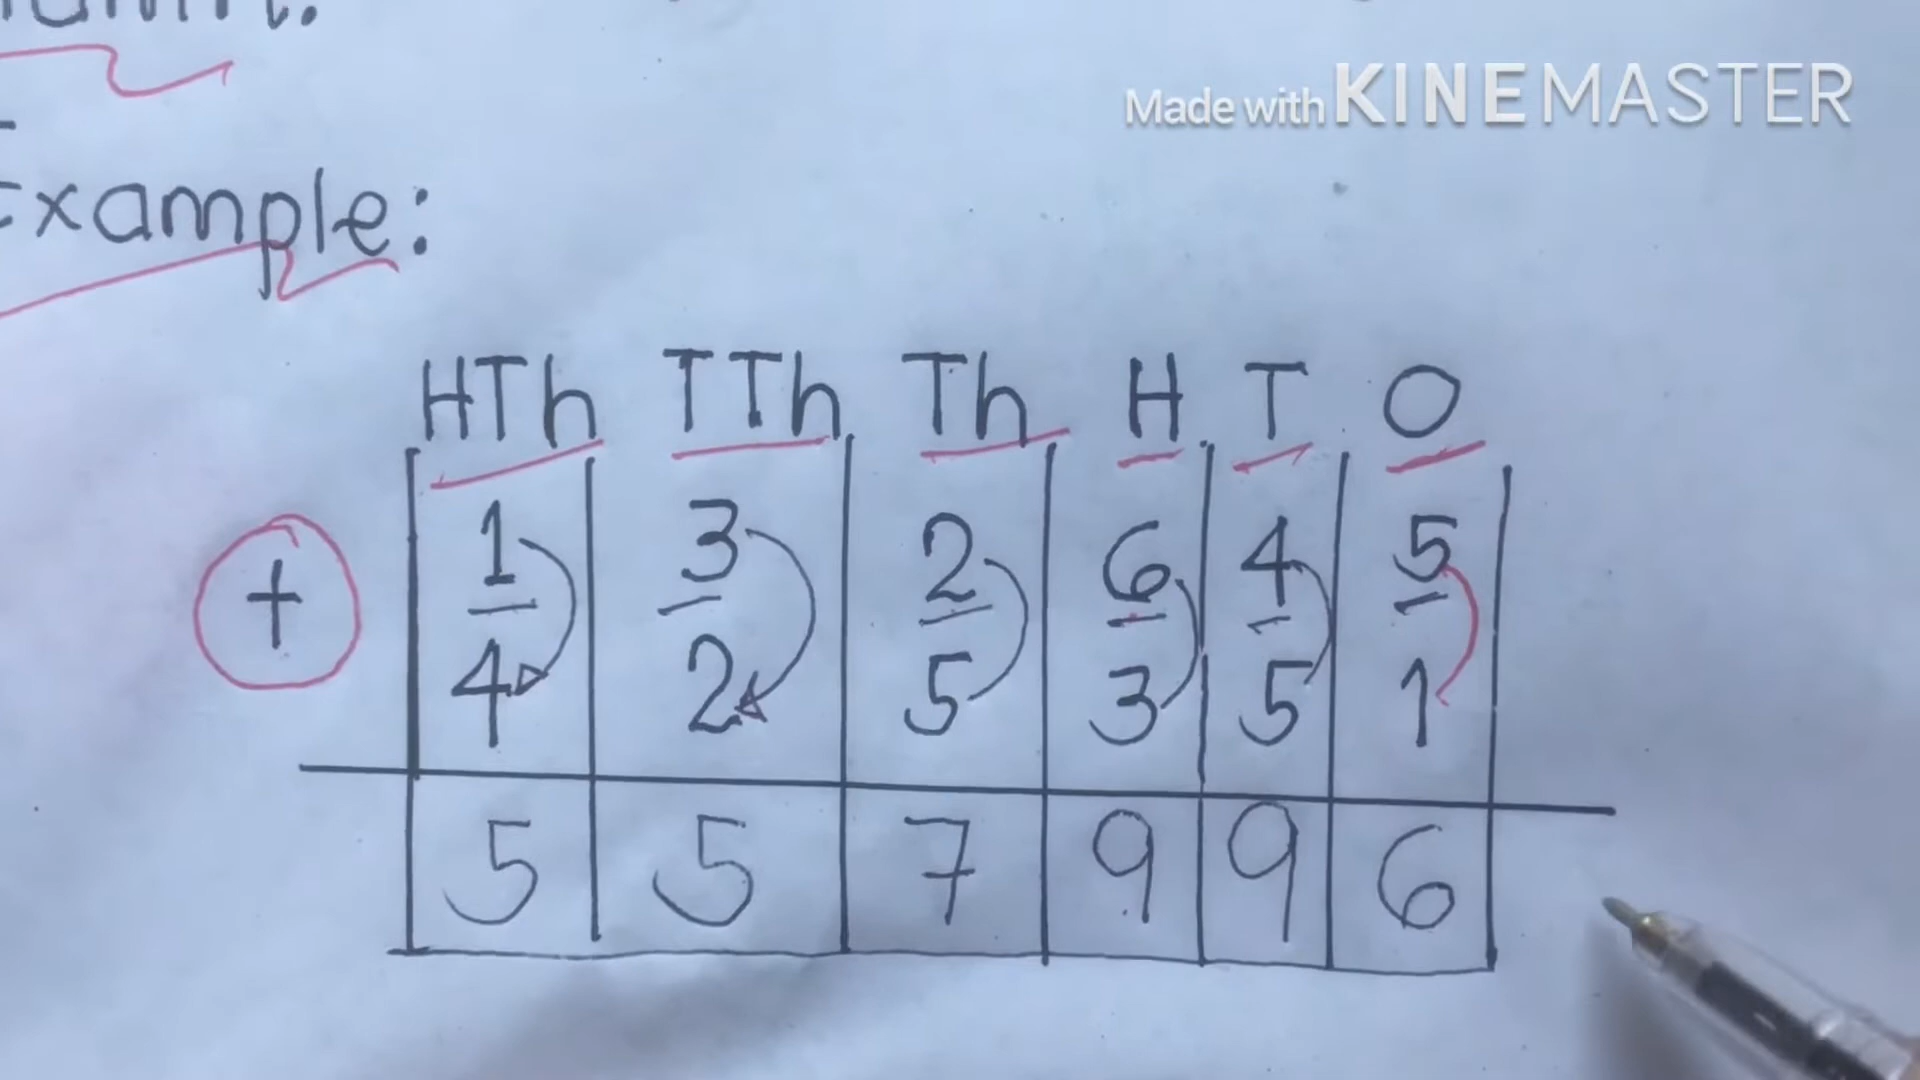 Made with KINEMASTER
Example:
HTh TTh Th H T O
1 3 2 6 4 5
+
4 2 5 3 5 1
5 5 7 9 9 6